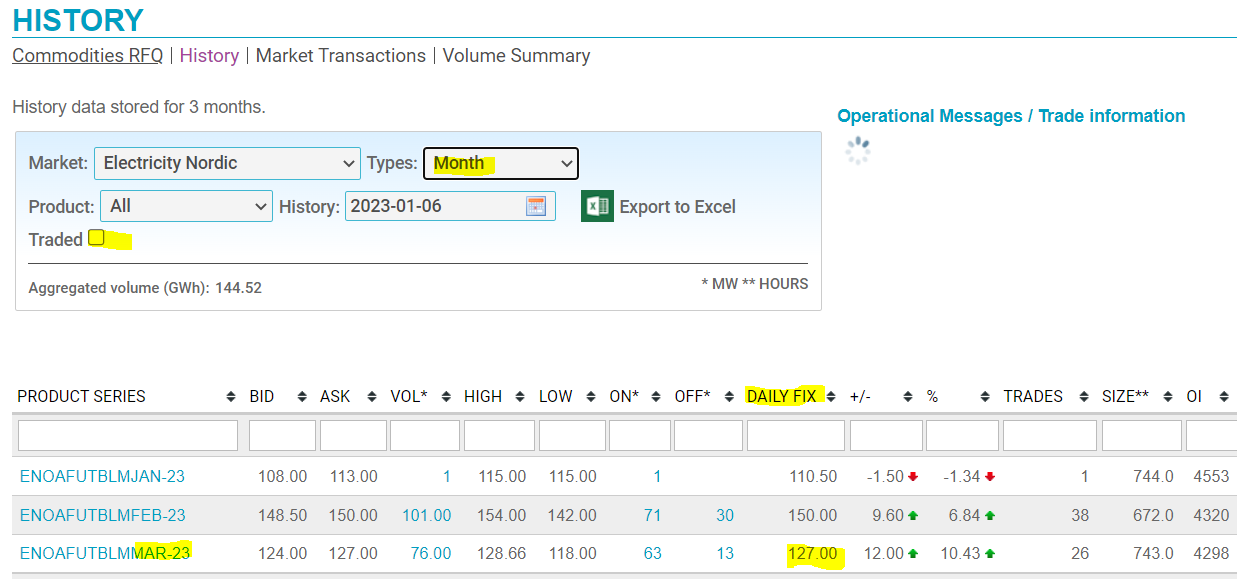 HISTORY
Commodities RFQ | History | Market Transactions | Volume Summary
History data stored for 3 months.
Operational Messages / Trade information
Market: Electricity Nordic Types: Month
Product: All History: 2023-01-06 Export to Excel
Traded
Aggregated volume (GWh): 144.52 * MW ** HOURS
PRODUCT SERIES BID ASK VOL* HIGH LOW ON* OFF* DAILY FIX +/- % TRADES SIZE** OI
ENOAFUTBLMJAN-23 108.00 113.00 1 115.00 115.00 1 110.50 -1.50 -1.34 1 744.0 4553
ENOAFUTBLMFEB-23 148.50 150.00 101.00 154.00 142.00 71 30 150.00 9.60 6.84 38 672.0 4320
ENOAFUTBLMMAR-23 124.00 127.00 76.00 128.66 118.00 63 13 127.00 12.00 10.43 26 743.0 4298